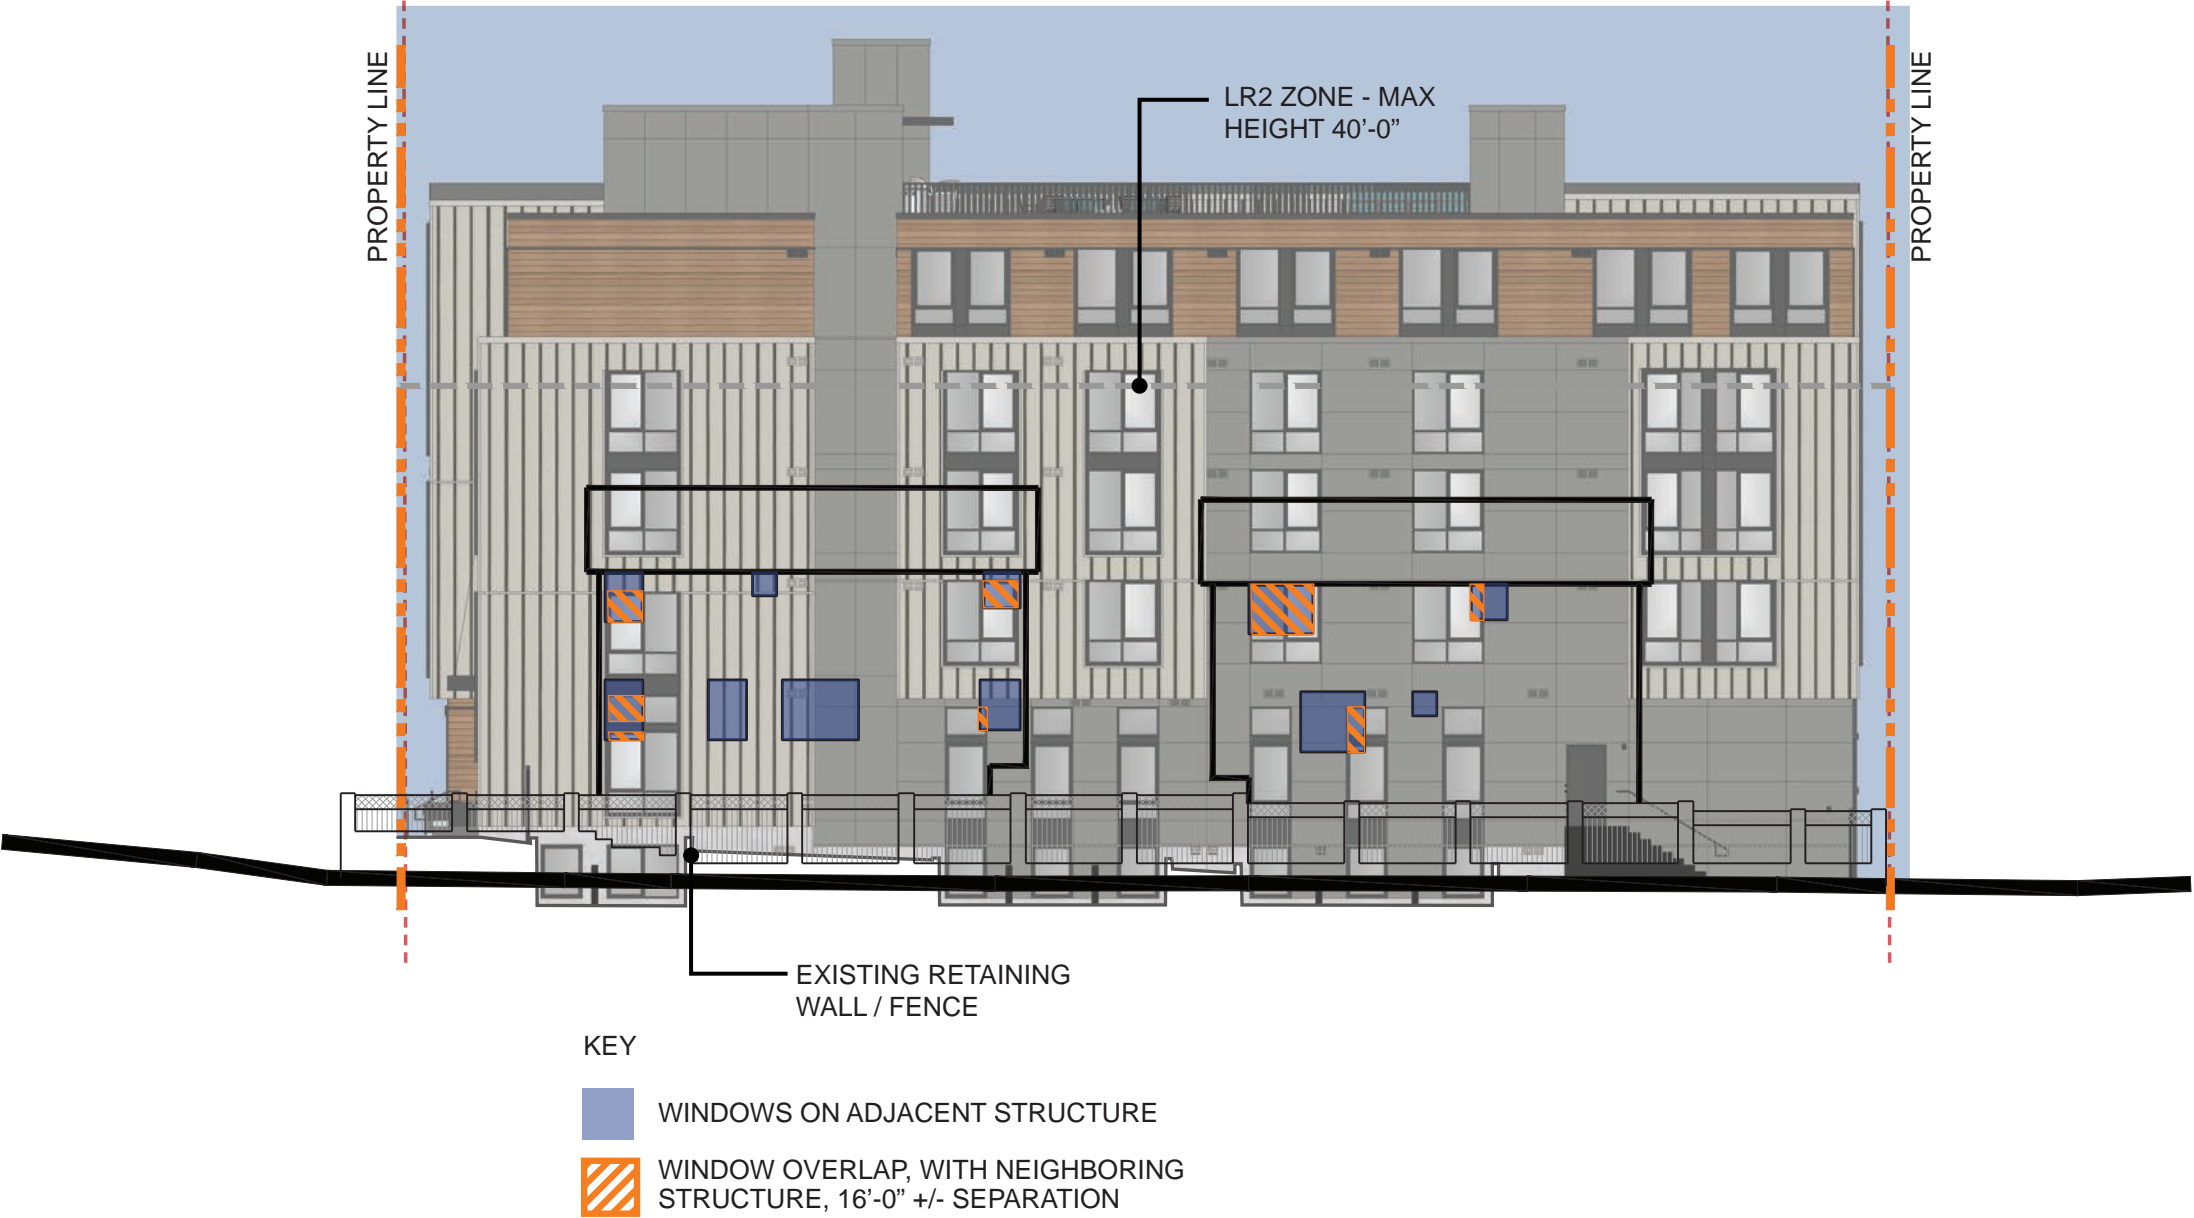 PROPERTY LINE
LR2 ZONE - MAX
HEIGHT 40’-0”
PROPERTY LINE
EXISTING RETAINING
WALL / FENCE
KEY
WINDOWS ON ADJACENT STRUCTURE
WINDOW OVERLAP, WITH NEIGHBORING
STRUCTURE, 16’-0” +/- SEPARATION